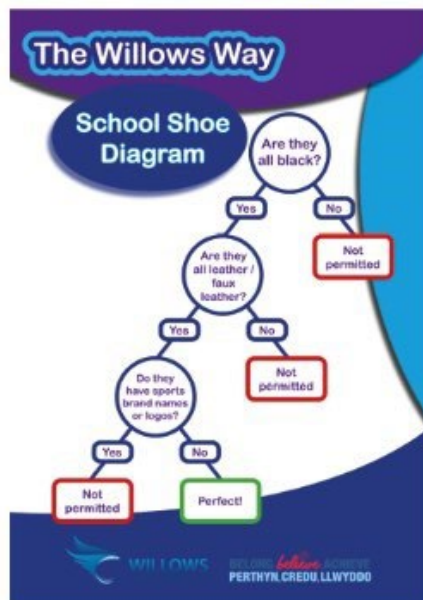 The Willows Way
School Shoe
Diagram
Are they
all black?
Yes
No
Not
permitted
Are they
all leather /
faux
leather?
Yes
No
Not
permitted
Do they
have sports
brand names
or logos?
Yes
No
Not
permitted
Perfect!
WILLOWS
BELONG, believe, ACHIEVE
PERTHYN, CREDU, LLWYDDO